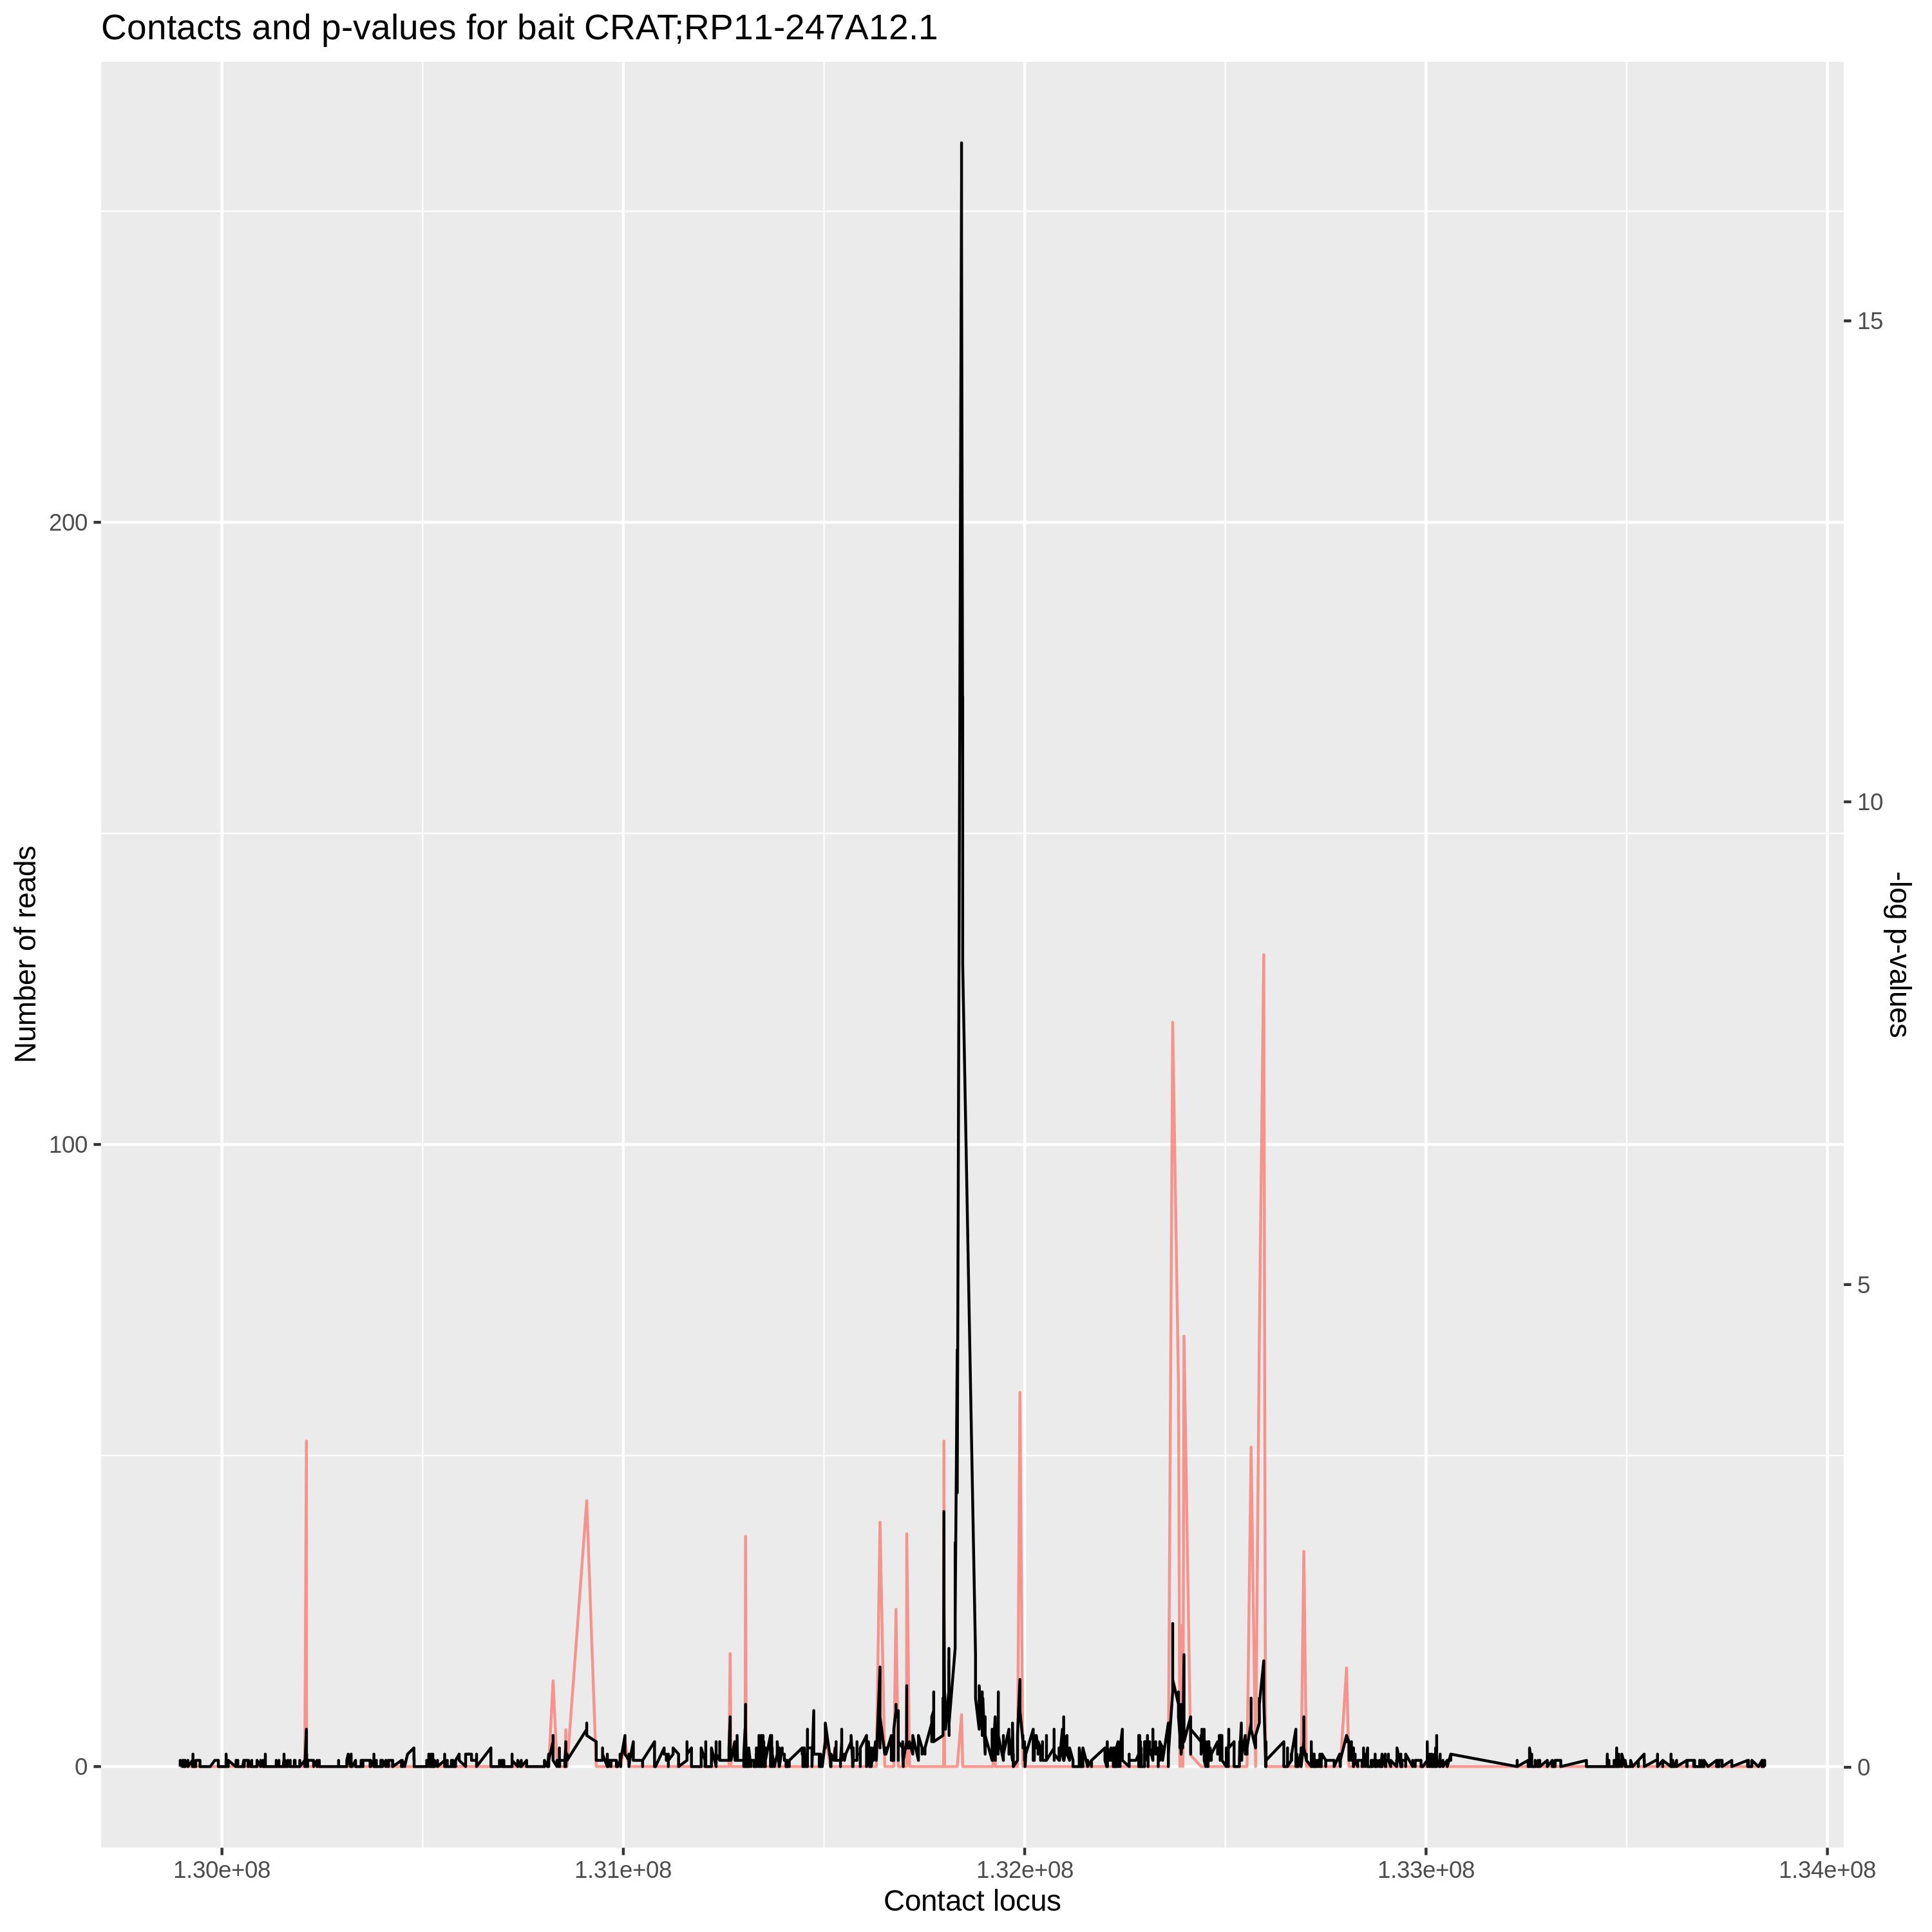 Contacts and p-values for bait CRAT;RP11-247A12.1
Number of reads
200
100
0
15
10
5
0
-log p-values
1.30e+08
1.31e+08
1.32e+08
1.33e+08
1.34e+08
Contact locus